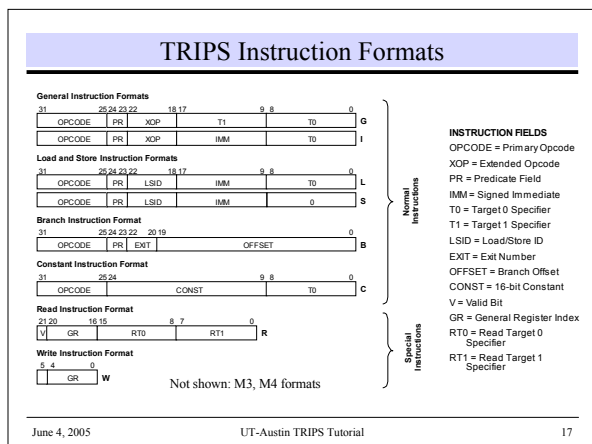 TRIPS Instruction Formats
General Instruction Formats
31 25 24 23 22 18 17 9 8 0
OPCODE PR XOP T1 T0 G
OPCODE PR XOP IMM T0 I
Load and Store Instruction Formats
31 25 24 23 22 18 17 9 8 0
OPCODE PR LSID IMM T0 L
OPCODE PR LSID IMM 0 S
Branch Instruction Format
31 25 24 23 22 20 19 0
OPCODE PR EXIT OFFSET B
Constant Instruction Format
31 25 24 9 8 0
OPCODE CONST T0 C
Read Instruction Format
21 20 16 15 8 7 0
V GR RT0 RT1 R
Write Instruction Format
5 4 0
GR W
Not shown: M3, M4 formats
Normal
Instructions
Special
Instructions
INSTRUCTION FIELDS
OPCODE = Primary Opcode
XOP = Extended Opcode
PR = Predicate Field
IMM = Signed Immediate
T0 = Target 0 Specifier
T1 = Target 1 Specifier
LSID = Load/Store ID
EXIT = Exit Number
OFFSET = Branch Offset
CONST = 16-bit Constant
V = Valid Bit
GR = General Register Index
RT0 = Read Target 0
Specifier
RT1 = Read Target 1
Specifier
June 4, 2005 UT-Austin TRIPS Tutorial 17